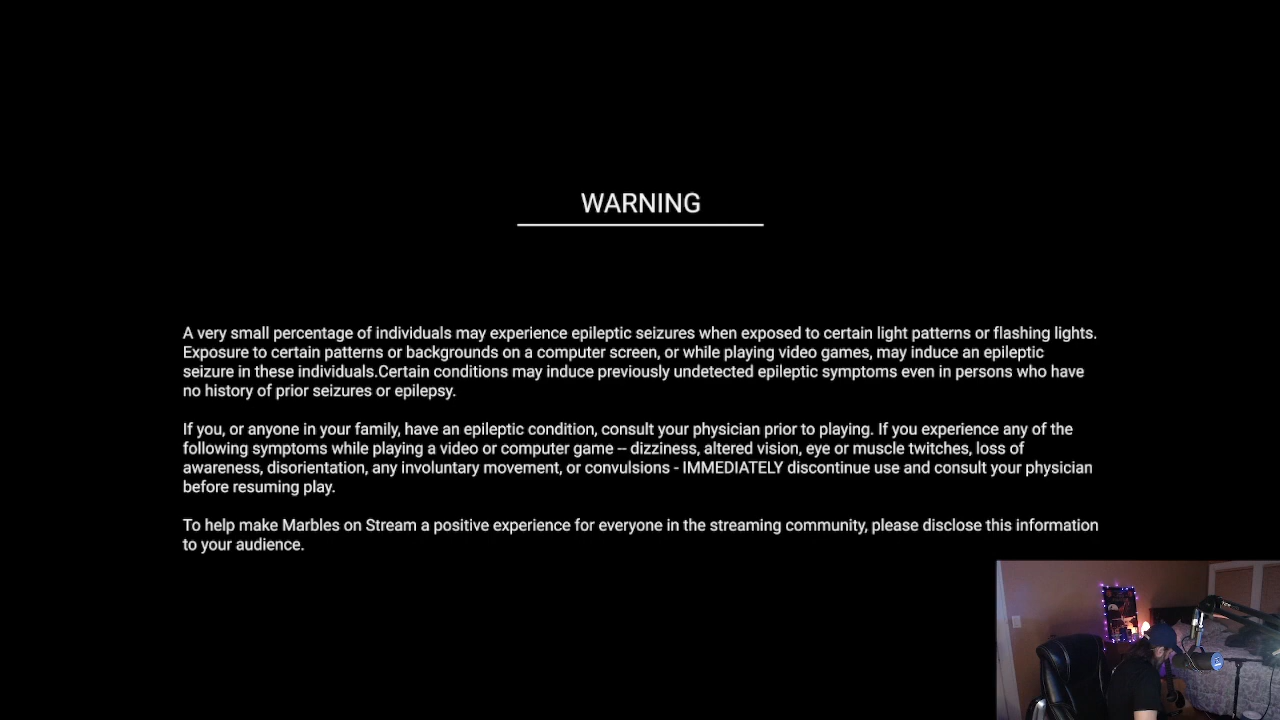 WARNING
A very small percentage of individuals may experience epileptic seizures when exposed to certain light patterns or flashing lights.
Exposure to certain patterns or backgrounds on a computer screen, or while playing video games, may induce an epileptic
seizure in these individuals.Certain conditions may induce previously undetected epileptic symptoms even in persons who have
no history of prior seizures or epilepsy.
If you, or anyone in your family, have an epileptic condition, consult your physician prior to playing. If you experience any of the
following symptoms while playing a video or computer game -- dizziness, altered vision, eye or muscle twitches, loss of
awareness, disorientation, any involuntary movement, or convulsions - IMMEDIATELY discontinue use and consult your physician
before resuming play.
To help make Marbles on Stream a positive experience for everyone in the streaming community, please disclose this information
to your audience.